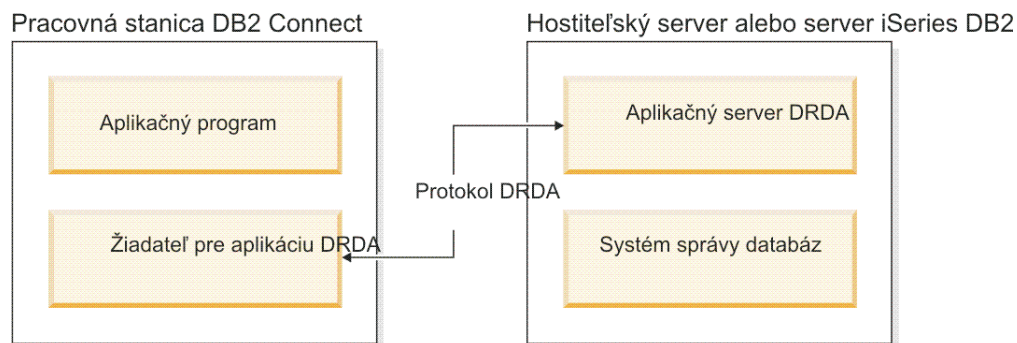 Pracovná stanica DB2 Connect
Hostiteľský server alebo server iSeries DB2
Aplikačný program
Aplikačný server DRDA
Protokol DRDA
Žiadateľ pre aplikáciu DRDA
Systém správy databáz